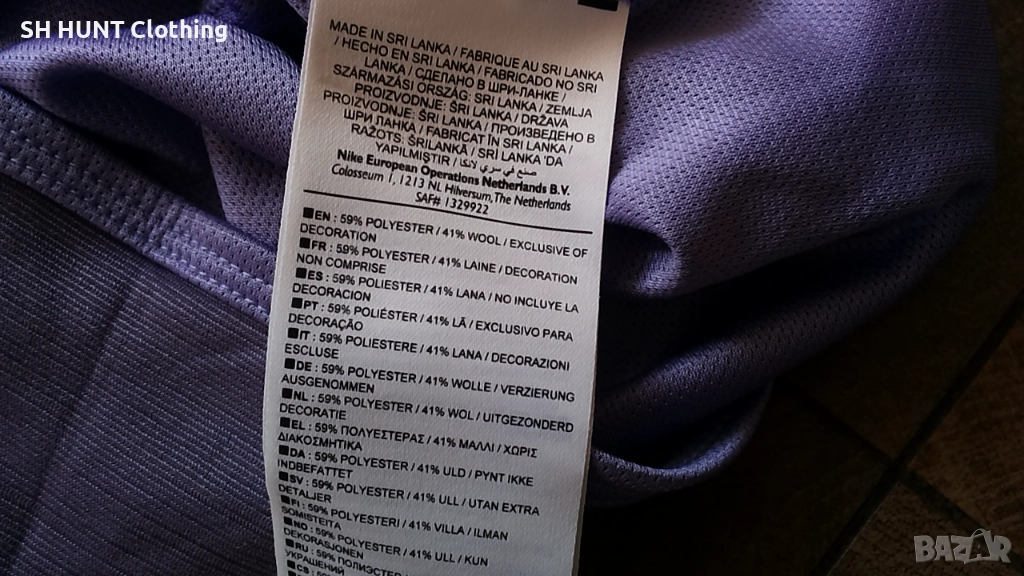 SH HUNT Clothing
MADE IN SRI LANKA / FABRIQUE AU SRI LANKA
/ HECHO EN SRI LANKA / FABRICADO NO SRI
LANKA / СДЕЛАНО В ШРИ-ЛАНКЕ /
SZÁRMAZÁSI ORSZÁG: SRI LANKA / ZEMLJA
PROIZVODNJE: ŠRI LANKA / DRŽAVA
PROIZVODNJE: ŠRI LANKA / ПРОИЗВЕДЕНО В
ШРИ ЛАНКА / FABRICAT ÎN SRI LANKA /
RAŽOTS: ŠRILANKĀ / SRİ LANKA'DA
YAPILMIŞTIR / صنع في سري لانكا
Nike European Operations Netherlands B.V.
Colosseum 1, 1213 NL Hilversum, The Netherlands
SAF# 1329922
EN : 59% POLYESTER / 41% WOOL / EXCLUSIVE OF
DECORATION
FR : 59% POLYESTER / 41% LAINE / DECORATION
NON COMPRISE
ES : 59% POLIESTER / 41% LANA / NO INCLUYE LA
DECORACION
PT : 59% POLIÉSTER / 41% LÃ / EXCLUSIVO PARA
DECORAÇÃO
IT : 59% POLIESTERE / 41% LANA / DECORAZIONI
ESCLUSE
DE : 59% POLYESTER / 41% WOLLE / VERZIERUNG
AUSGENOMMEN
NL : 59% POLYESTER / 41% WOL / UITGEZONDERD
DECORATIE
EL : 59% ΠΟΛΥΕΣΤΕΡΑΣ / 41% ΜΑΛΛΙ / ΧΩΡΙΣ
ΔΙΑΚΟΣΜΗΤΙΚΑ
DA : 59% POLYESTER / 41% ULD / PYNT IKKE
INDBEFATTET
SV : 59% POLYESTER / 41% ULL / UTAN EXTRA
DETALJER
FI : 59% POLYESTERI / 41% VILLA / ILMAN
SOMISTEITA
NO : 59% POLYESTER / 41% ULL / KUN
DEKORASJONEN
RU : 59% ПОЛИЭСТЕР / 41%
УКРАШЕНИЙ
CS : 59%
BAZAR